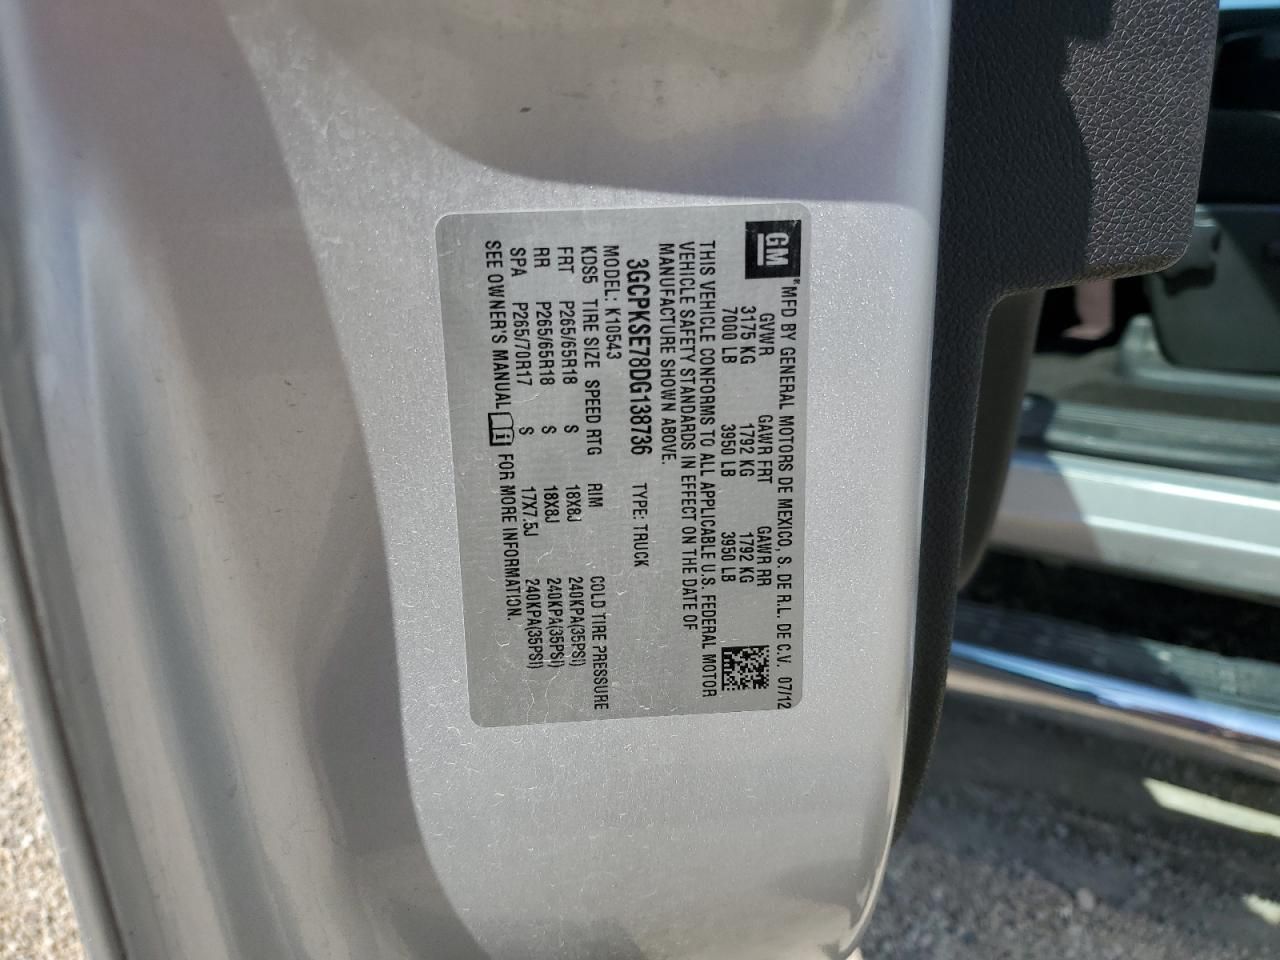 GM
MFD BY GENERAL MOTORS DE MEXICO, S. DE R.L. DE C.V. 07/12
GVWR GAWR FRT GAWR RR
3175 KG 1792 KG 1792 KG
7000 LB 3950 LB 3950 LB
THIS VEHICLE CONFORMS TO ALL APPLICABLE U.S. FEDERAL MOTOR
VEHICLE SAFETY STANDARDS IN EFFECT ON THE DATE OF
MANUFACTURE SHOWN ABOVE.
3GCPKSE78DG138736 TYPE: TRUCK
MODEL: K10543
KDS5 TIRE SIZE SPEED RTG RIM COLD TIRE PRESSURE
FRT P265/65R18 S 18X8J 240KPA(35PSI)
RR P265/65R18 S 18X8J 240KPA(35PSI)
SPA P265/70R17 S 17X7.5J 240KPA(35PSI)
SEE OWNER'S MANUAL FOR MORE INFORMATION.